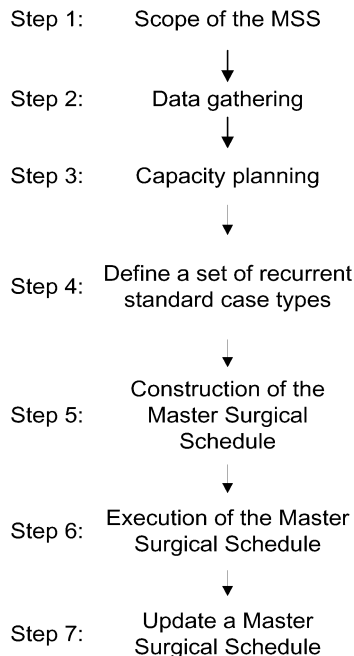 Step 1: Scope of the MSS
Step 2: Data gathering
Step 3: Capacity planning
Step 4: Define a set of recurrent
standard case types
Step 5: Construction of the
Master Surgical
Schedule
Step 6: Execution of the Master
Surgical Schedule
Step 7: Update a Master
Surgical Schedule